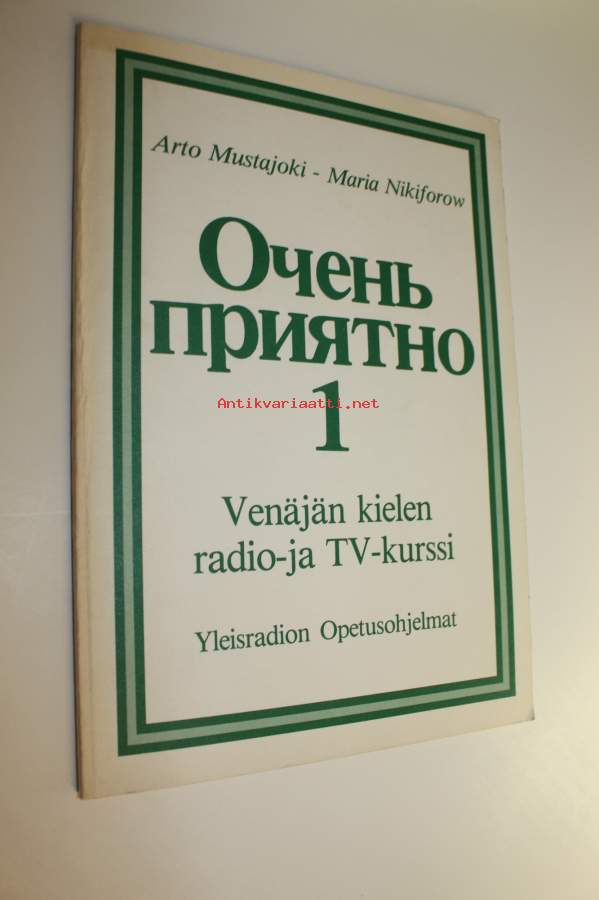 Arto Mustajoki - Maria Nikiforow
Очень
приятно
Antikvariaatti.net
1
Venäjän kielen
radio-ja TV-kurssi
Yleisradion Opetusohjelmat